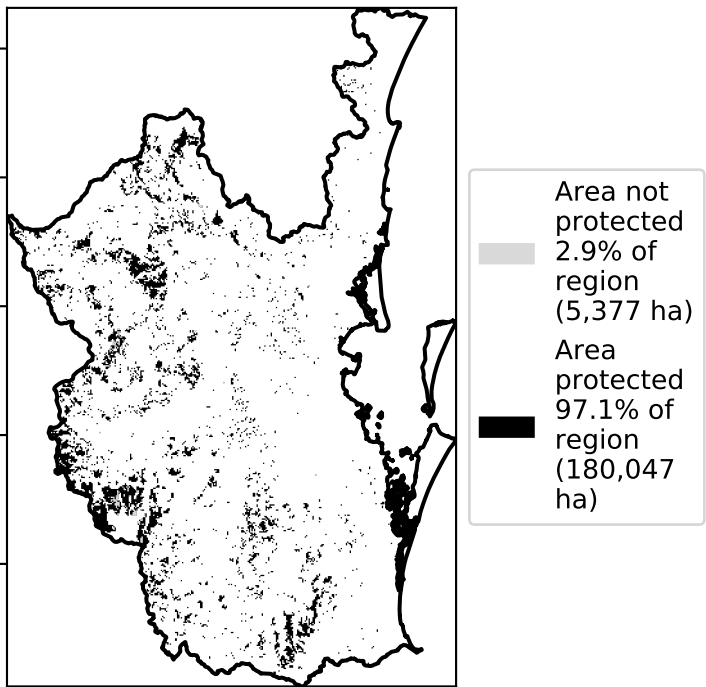 Area not
protected
2.9% of
region
(5,377 ha)
Area
protected
97.1% of
region
(180,047
ha)